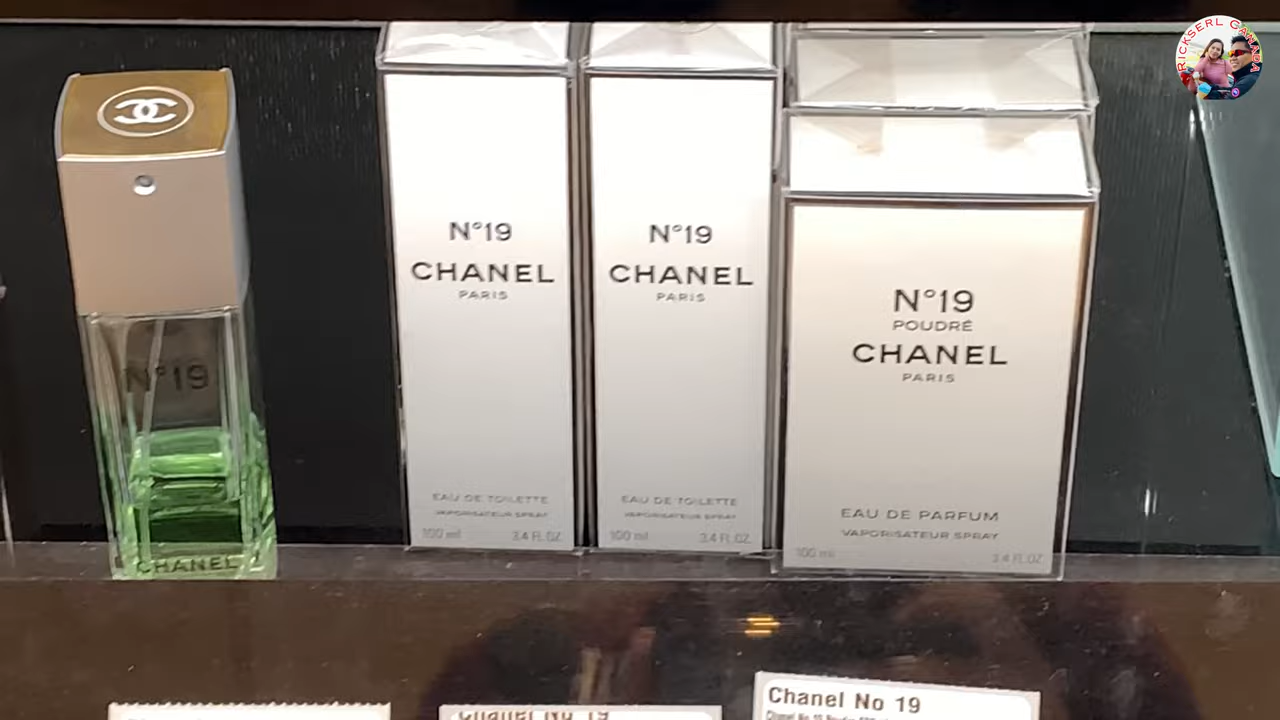 RICKSERL CANADA
N°19
CHANEL
N°19
CHANEL
PARIS
EAU DE TOILETTE
VAPORISATEUR SPRAY
100 ml 3.4 FL.OZ.
N°19
CHANEL
PARIS
EAU DE TOILETTE
VAPORISATEUR SPRAY
100 ml 3.4 FL.OZ.
N°19
POUDRÉ
CHANEL
PARIS
EAU DE PARFUM
VAPORISATEUR SPRAY
100 ml 3.4 FL.OZ.
Chanel No 19
Chanel No 19